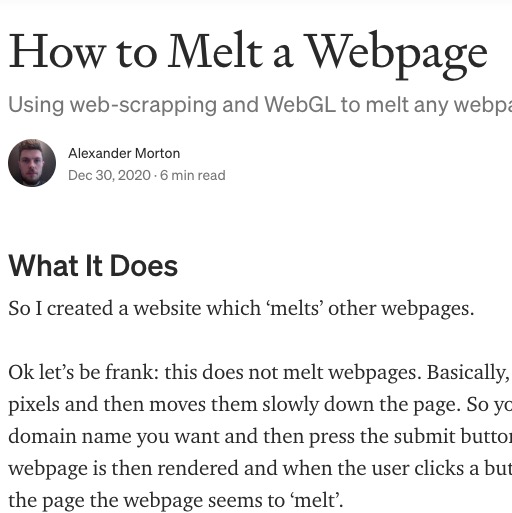 How to Melt a Webpage
Using web-scrapping and WebGL to melt any webpa
Alexander Morton
Dec 30, 2020 · 6 min read
What It Does
So I created a website which ‘melts’ other webpages.
Ok let’s be frank: this does not melt webpages. Basically,
pixels and then moves them slowly down the page. So yo
domain name you want and then press the submit button
webpage is then rendered and when the user clicks a but
the page the webpage seems to ‘melt’.